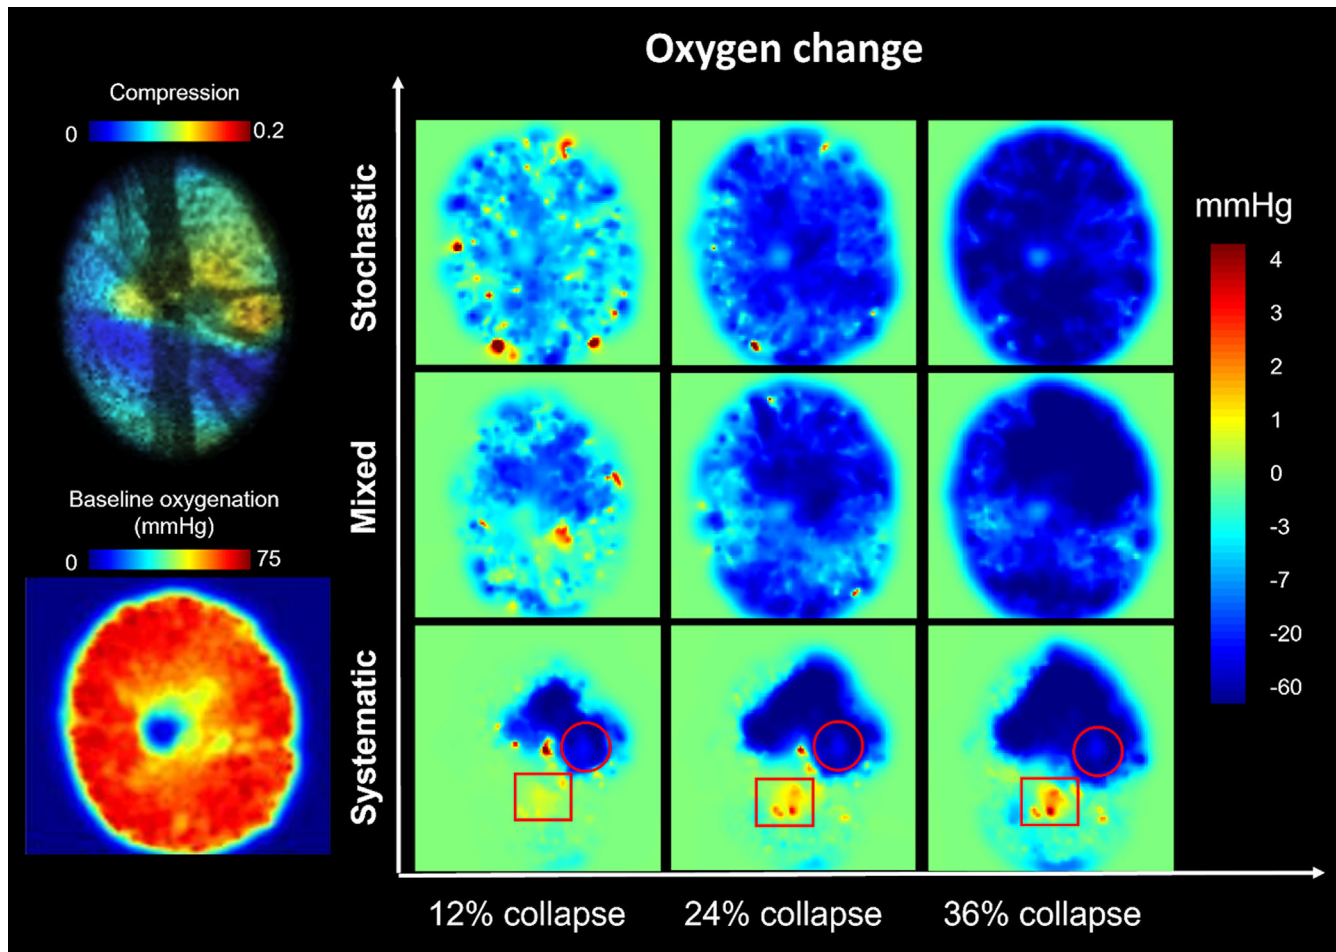 Oxygen change
Compression
0 0.2
Baseline oxygenation
(mmHg)
0 75
Stochastic
Mixed
Systematic
12% collapse 24% collapse 36% collapse
mmHg
4
3
2
1
0
-3
-7
-20
-60